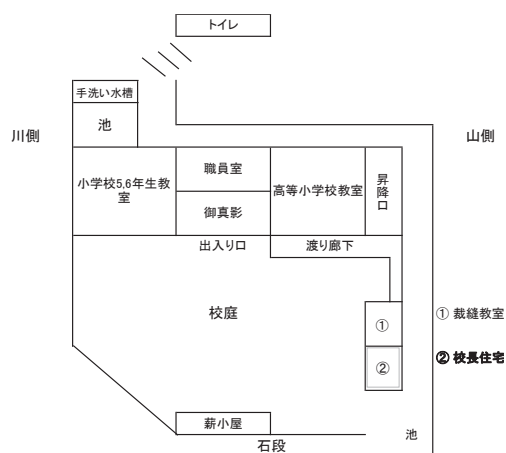 トイレ
手洗い水槽
川側
池
山側
小学校5,6年生教
室
職員室
御真影
高等小学校教室
昇降口
出入り口
渡り廊下
校庭
①
① 裁縫教室
②
② 校長住宅
薪小屋
石段
池